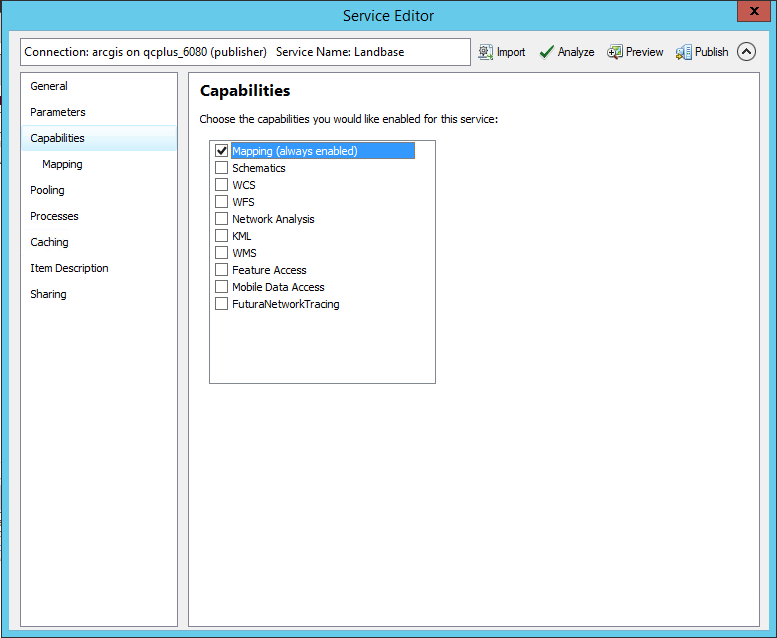 Service Editor
x
Connection: arcgis on qcplus_6080 (publisher) Service Name: Landbase
Import
Analyze
Preview
Publish
General
Parameters
Capabilities
Mapping
Pooling
Processes
Caching
Item Description
Sharing
Capabilities
Choose the capabilities you would like enabled for this service:
Mapping (always enabled)
Schematics
WCS
WFS
Network Analysis
KML
WMS
Feature Access
Mobile Data Access
FuturaNetworkTracing